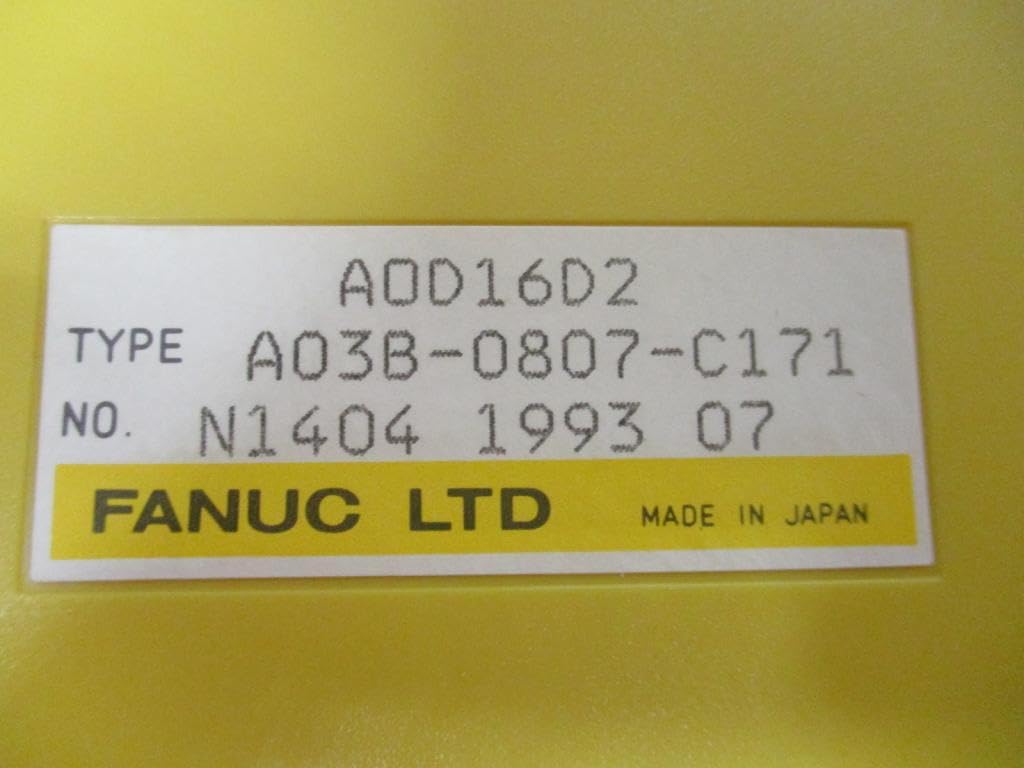 AOD16D2
TYPE A03B-0807-C171
NO. N1404 1993 07
FANUC LTD MADE IN JAPAN